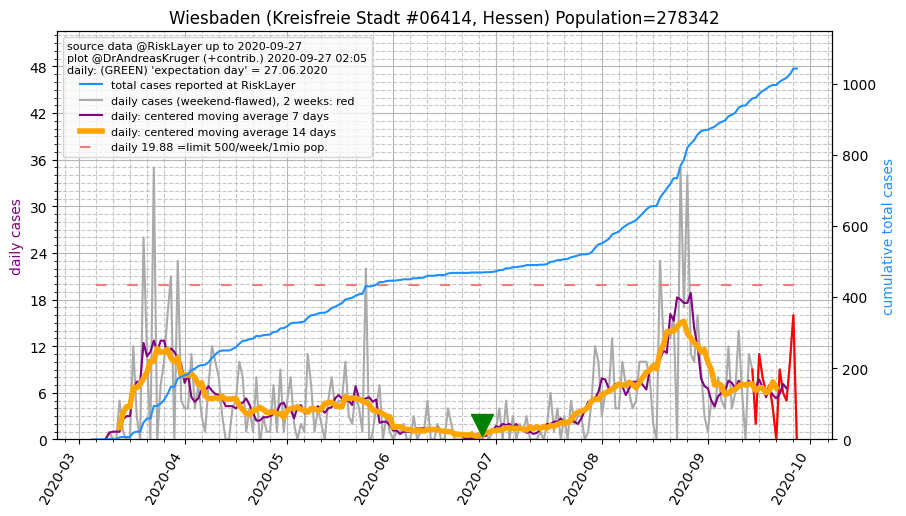 Wiesbaden (Kreisfreie Stadt #06414, Hessen) Population=278342
source data @RiskLayer up to 2020-09-27
plot @DrAndreasKruger (+contrib.) 2020-09-27 02:05
daily: (GREEN) 'expectation day' = 27.06.2020
total cases reported at RiskLayer
daily cases (weekend-flawed), 2 weeks: red
daily: centered moving average 7 days
daily: centered moving average 14 days
daily 19.88 =limit 500/week/1mio pop.
daily cases
48
42
36
30
24
18
12
6
0
1000
800
600
400
200
0
cumulative total cases
2020-03
2020-04
2020-05
2020-06
2020-07
2020-08
2020-09
2020-10